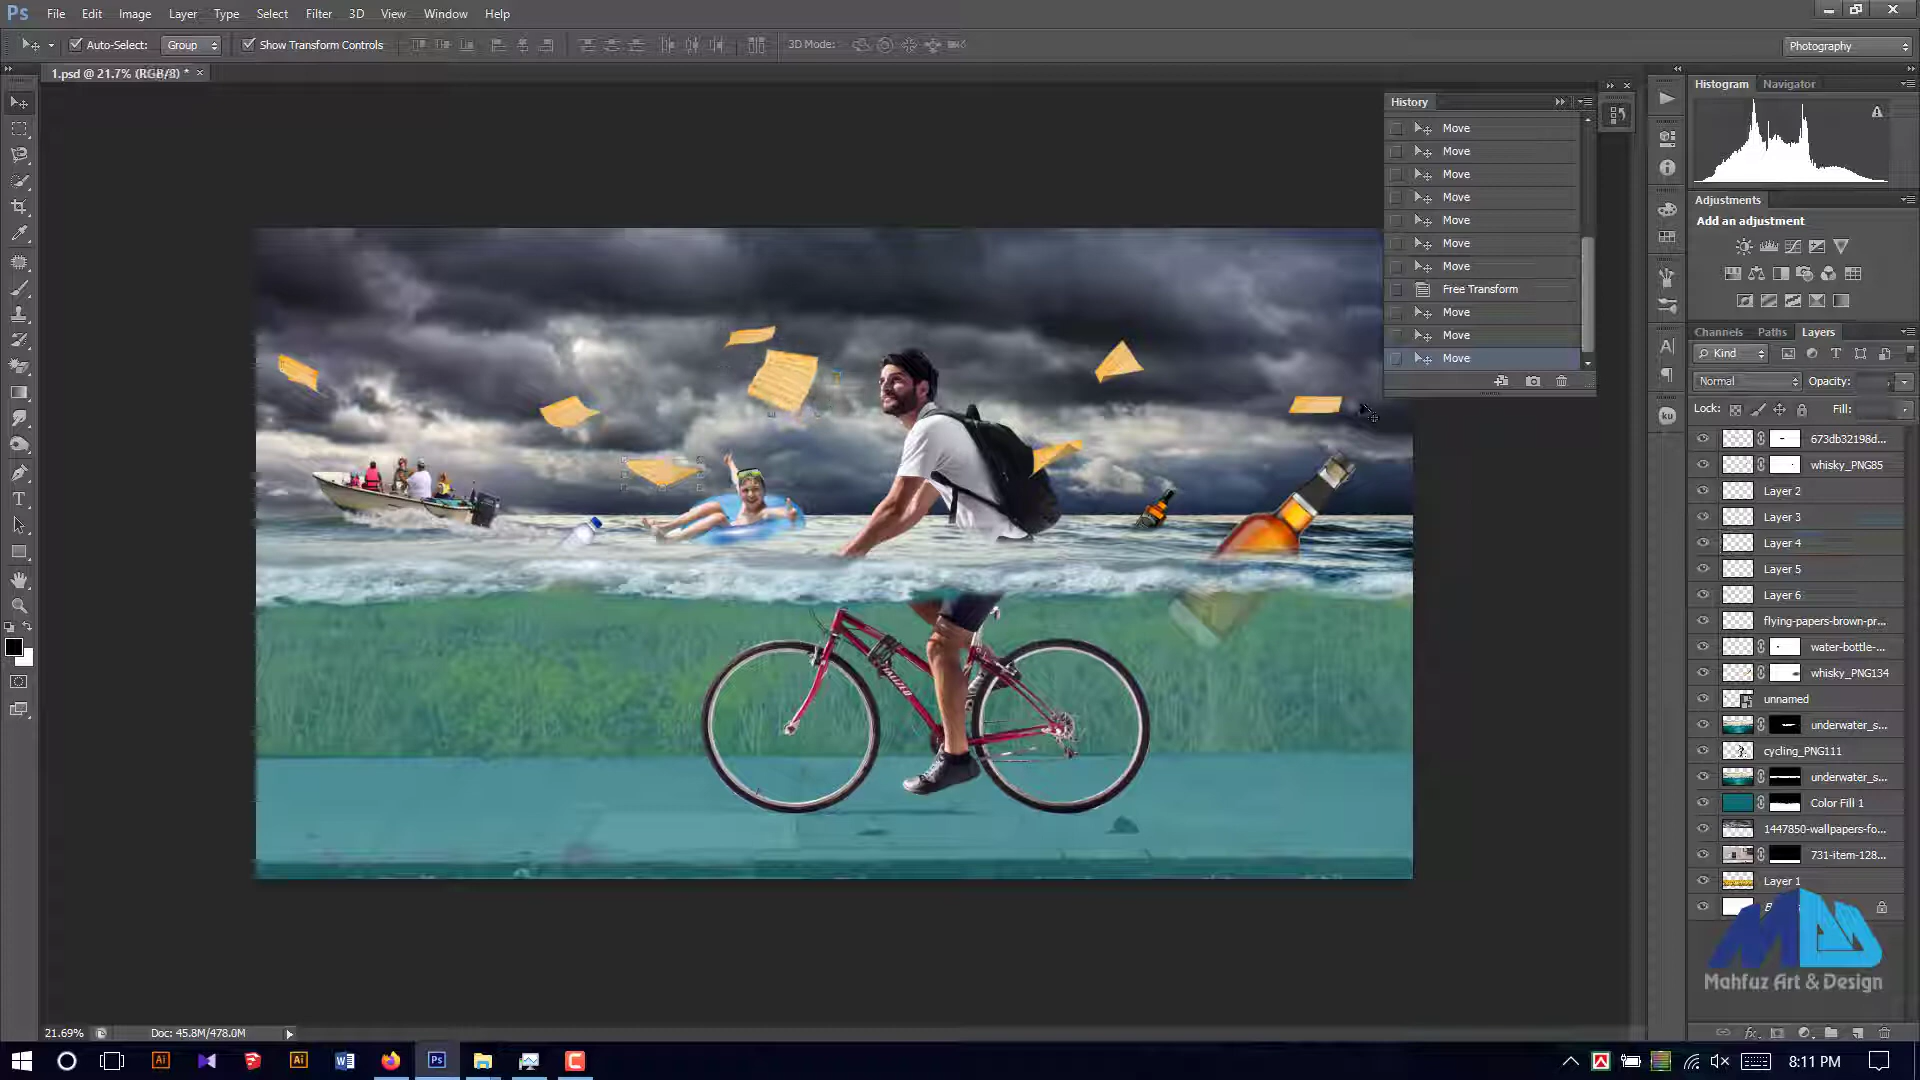 Ps File Edit Image Layer Type Select Filter 3D View Window Help
Auto-Select: Group Show Transform Controls 3D Mode: Photography
1.psd @ 21.7% (RGB/8) * ×
Histogram Navigator
History
Move
Move
Move
Move
Move
Move
Move
Free Transform
Move
Move
Move
Adjustments
Add an adjustment
Channels Paths Layers
Kind
Normal Opacity:
Lock: Fill:
673db32198d...
whisky_PNG85
Layer 2
Layer 3
Layer 4
Layer 5
Layer 6
flying-papers-brown-pr...
water-bottle-...
whisky_PNG134
unnamed
underwater_s...
cycling_PNG111
underwater_s...
Color Fill 1
1447850-wallpapers-fo...
731-item-128...
Layer 1
Mahfuz Art & Design
21.69% Doc: 45.8M/478.0M
8:11 PM